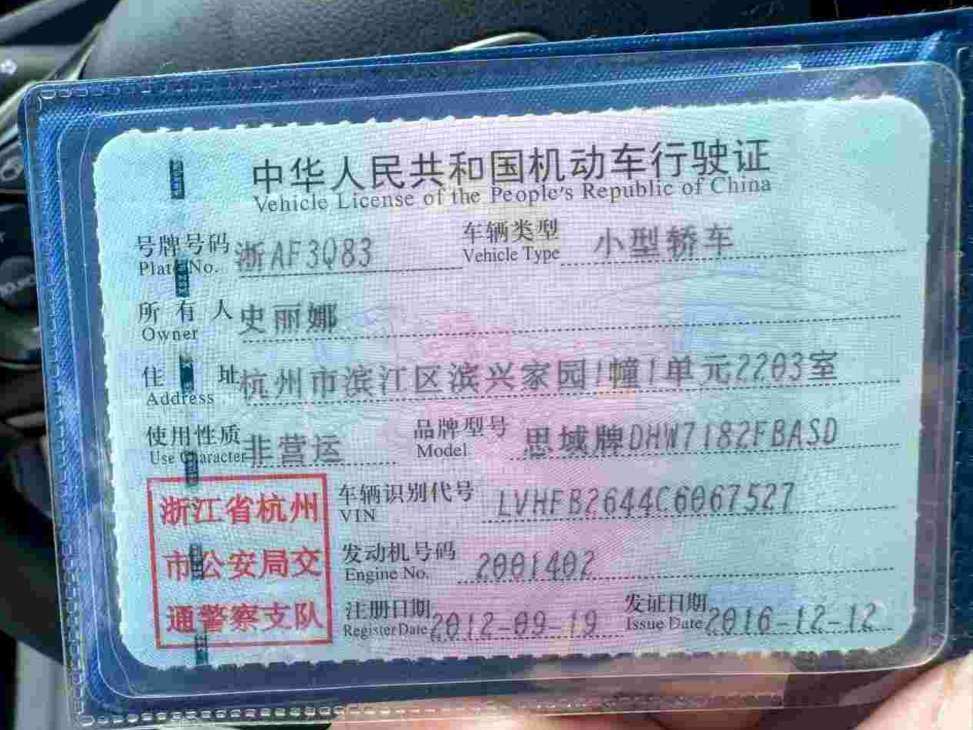 中华人民共和国机动车行驶证
Vehicle License of the People's Republic of China
号牌号码 浙AF3Q83 车辆类型 小型轿车
Plate No. Vehicle Type
所有人 史丽娜
Owner
住址 杭州市滨江区滨兴家园1幢1单元2203室
Address
使用性质 非营运 品牌型号 思域牌DHW7182FBASD
Use Character Model
浙江省杭州
市公安局交
通警察支队
车辆识别代号 LVHFB2644C6067527
VIN
发动机号码 2001402
Engine No.
注册日期 2012-09-19 发证日期 2016-12-12
Register Date Issue Date